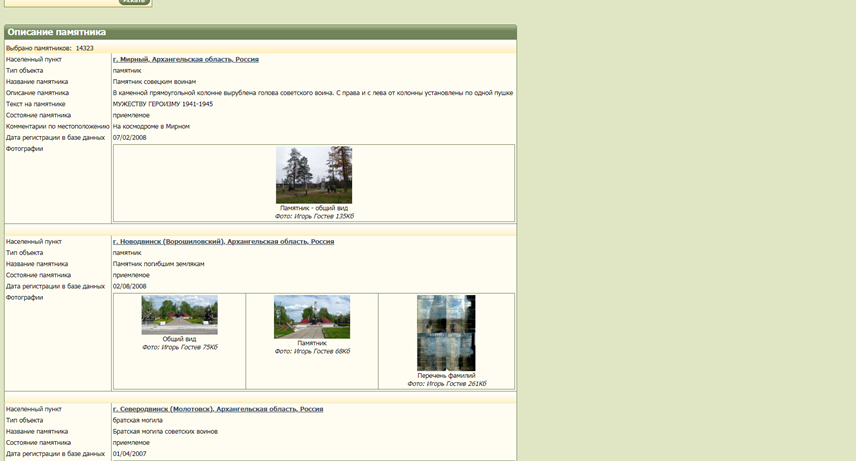 Искать
Описание памятника
Выбрано памятников: 14323
Населенный пункт г. Мирный, Архангельская область, Россия
Тип объекта памятник
Название памятника Памятник совецким воинам
Описание памятника В каменной прямоугольной колонне вырублена голова советского воина. С права и с лева от колонны установлены по одной пушке
Текст на памятнике МУЖЕСТВУ ГЕРОИЗМУ 1941-1945
Состояние памятника приемлемое
Комментарии по местоположению На космодроме в Мирном
Дата регистрации в базе данных 07/02/2008
Фотографии
Памятник - общий вид
Фото: Игорь Гостев 135Кб
Населенный пункт г. Новодвинск (Ворошиловский), Архангельская область, Россия
Тип объекта памятник
Название памятника Памятник погибшим землякам
Состояние памятника приемлемое
Дата регистрации в базе данных 02/08/2008
Фотографии
Общий вид
Фото: Игорь Гостев 75Кб
Памятник
Фото: Игорь Гостев 68Кб
Перечень фамилий
Фото: Игорь Гостев 261Кб
Населенный пункт г. Северодвинск (Молотовск), Архангельская область, Россия
Тип объекта братская могила
Название памятника Братская могила советских воинов
Состояние памятника приемлемое
Дата регистрации в базе данных 01/04/2007